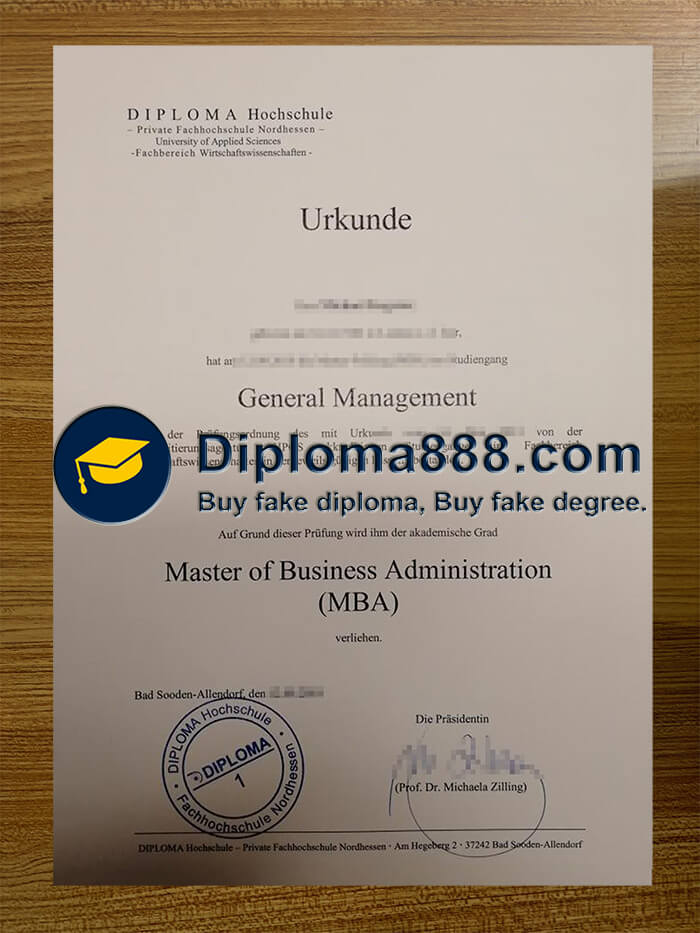 DIPLOMA Hochschule
– Private Fachhochschule Nordhessen –
University of Applied Sciences
-Fachbereich Wirtschaftswissenschaften -
Urkunde
hat
Studiengang
General Management
der Prüfungsordnung des mit von der
Fachbereich
Diploma888.com
Buy fake diploma, Buy fake degree.
Auf Grund dieser Prüfung wird ihm der akademische Grad
Master of Business Administration
(MBA)
verliehen.
Bad Sooden-Allendorf, den
Die Präsidentin
(Prof. Dr. Michaela Zilling)
DIPLOMA Hochschule
DIPLOMA
1
Fachhochschule Nordhessen
DIPLOMA Hochschule – Private Fachhochschule Nordhessen · Am Hegeberg 2 · 37242 Bad Sooden-Allendorf